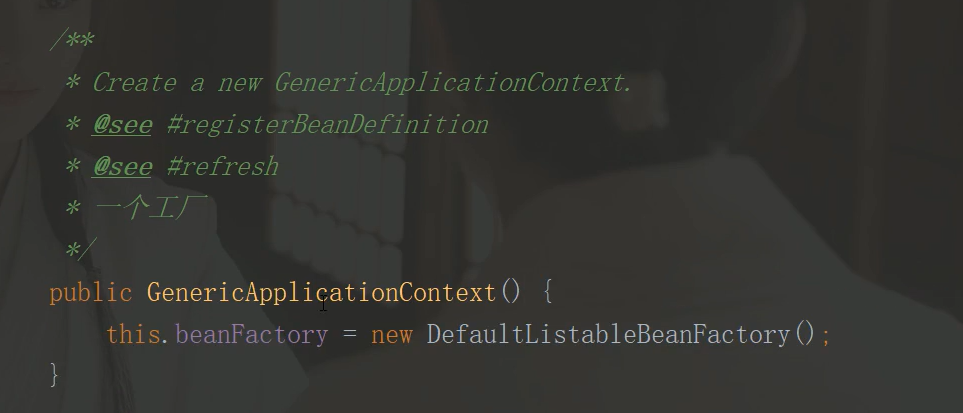 /**
 * Create a new GenericApplicationContext.
 * @see #registerBeanDefinition
 * @see #refresh
 * 一个工厂
 */
public GenericApplicationContext() {
    this.beanFactory = new DefaultListableBeanFactory();
}